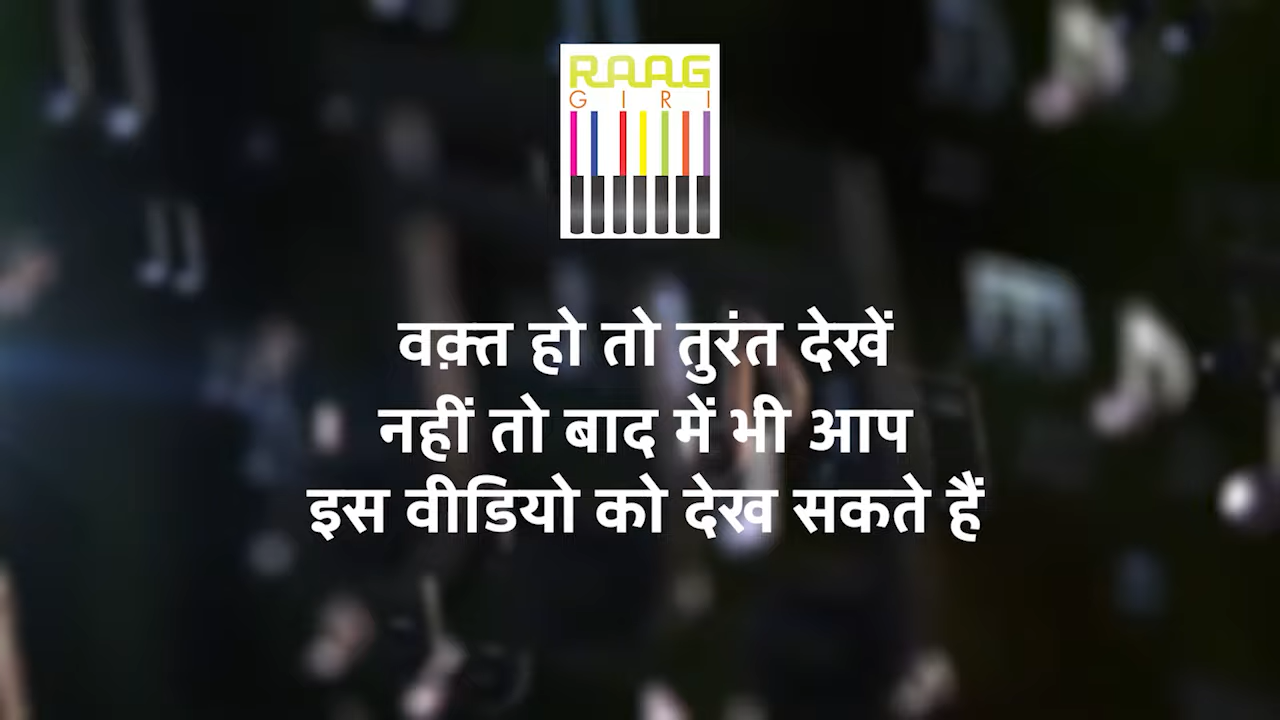 RAAG
GIRI
वक़्त हो तो तुरंत देखें
नहीं तो बाद में भी आप
इस वीडियो को देख सकते हैं